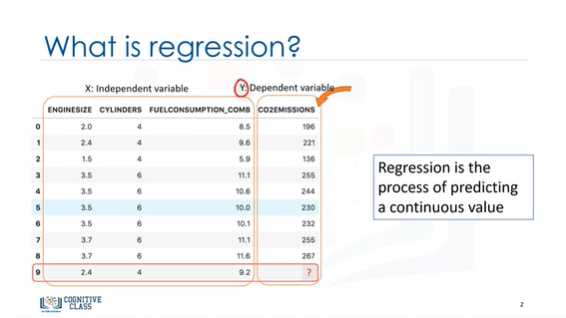 What is regression?
X: Independent variable Y: Dependent variable
ENGINESIZE CYLINDERS FUELCONSUMPTION_COMB CO2EMISSIONS
0 2.0 4 8.5 196
1 2.4 4 9.6 221
2 1.5 4 5.9 136
3 3.5 6 11.1 255
4 3.5 6 10.6 244
5 3.5 6 10.0 230
6 3.5 6 10.1 232
7 3.7 6 11.1 255
8 3.7 6 11.6 267
9 2.4 4 9.2 ?
Regression is the
process of predicting
a continuous value
COGNITIVE
CLASS
2